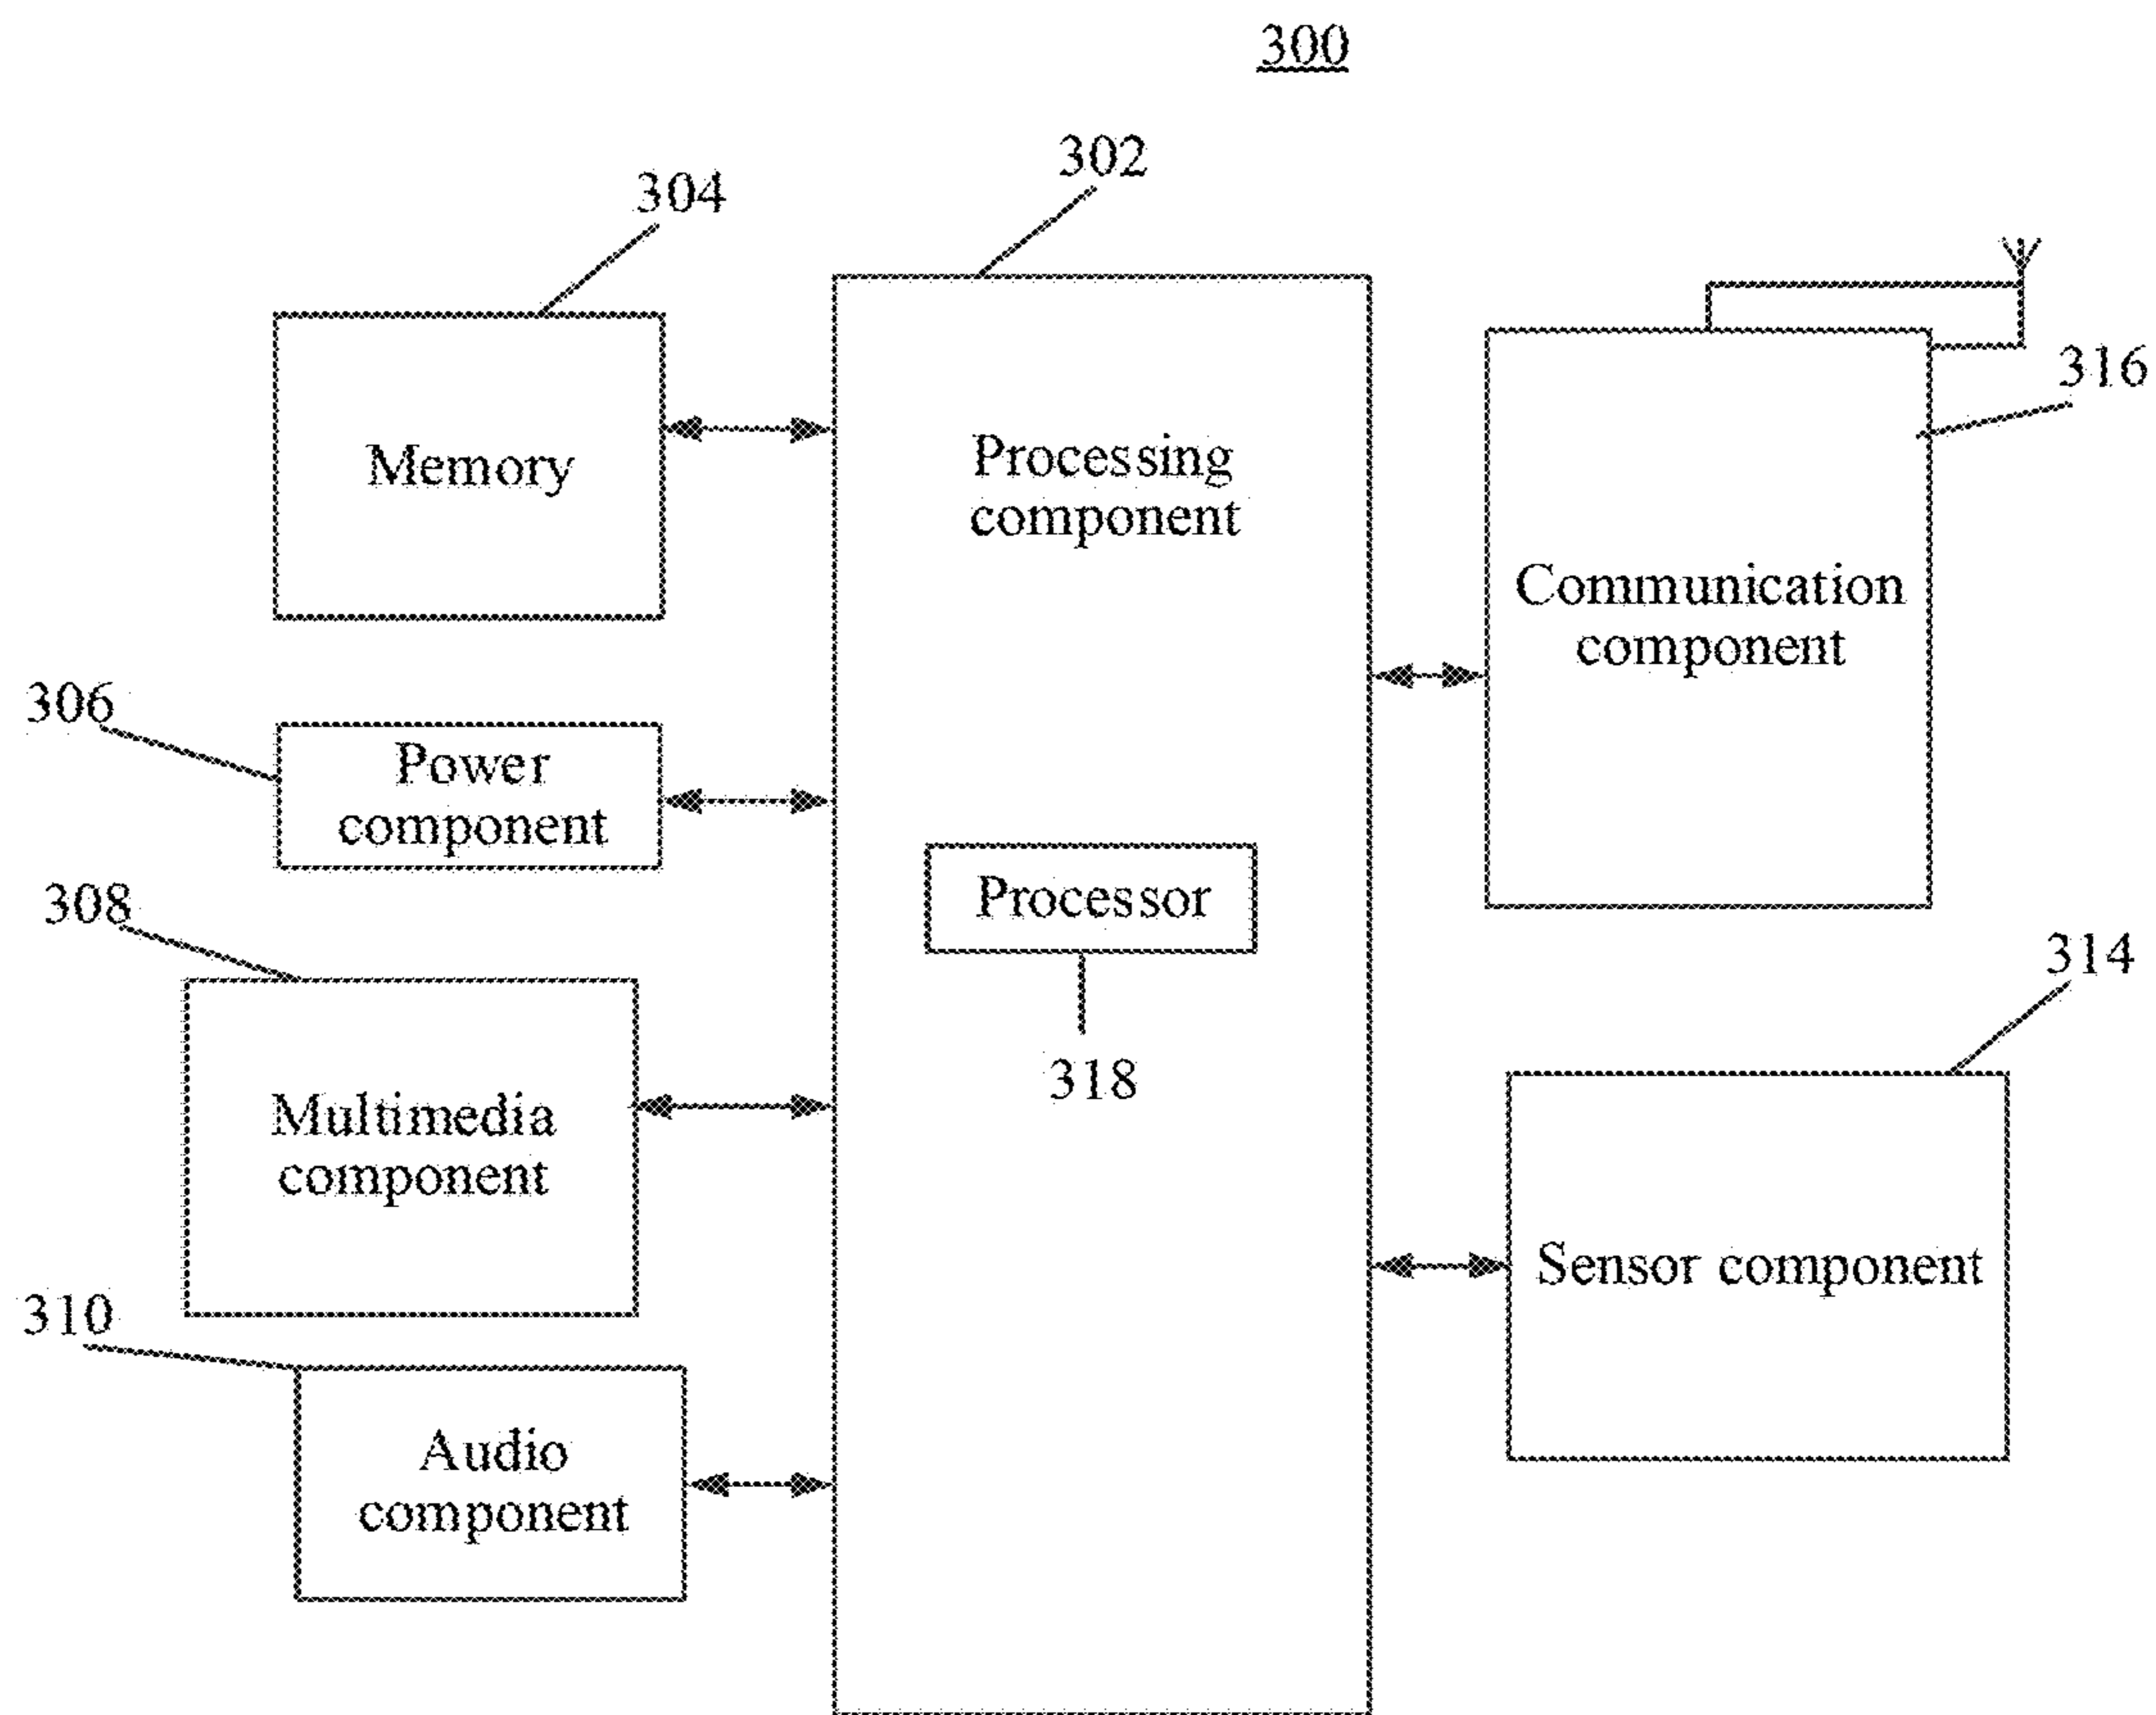 300
302
304
Memory
Processing
component
316
Communication
component
306
Power
component
Processor
318
308
Multimedia
component
314
Sensor component
310
Audio
component